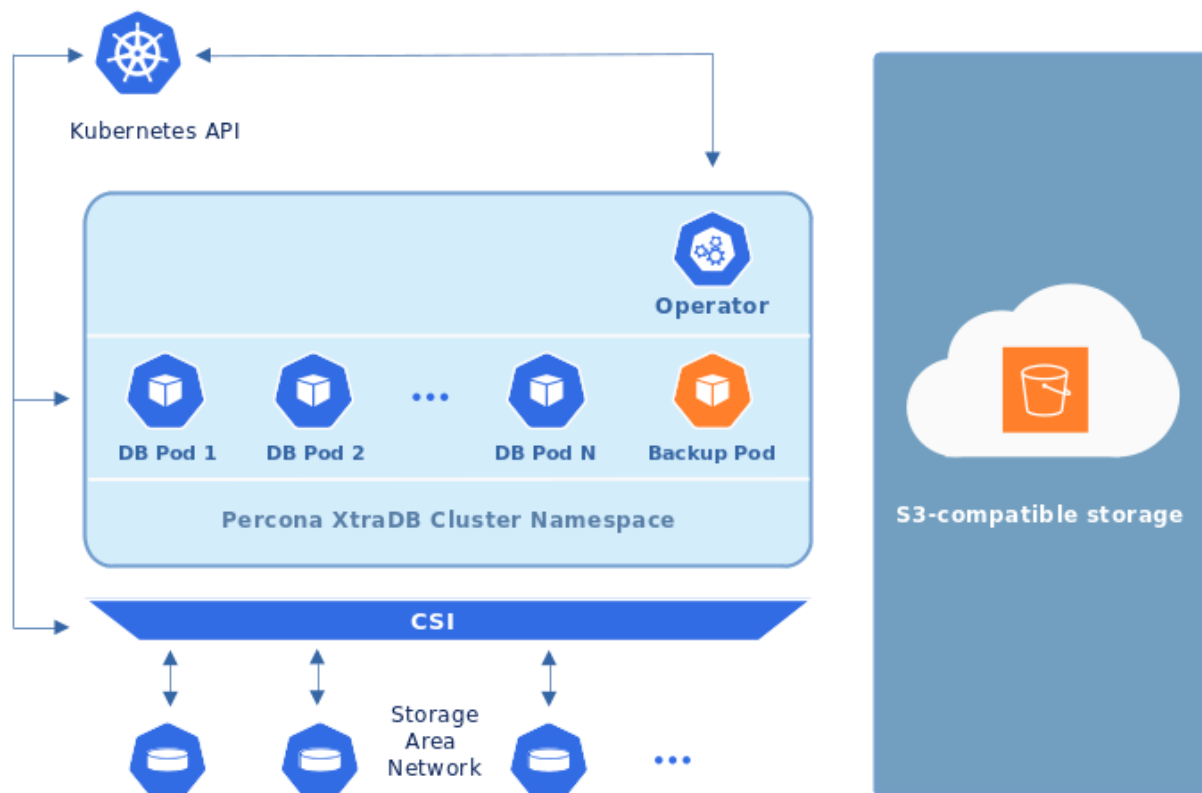 Kubernetes API
Operator
DB Pod 1
DB Pod 2
DB Pod N
Backup Pod
Percona XtraDB Cluster Namespace
S3-compatible storage
CSI
Storage
Area
Network